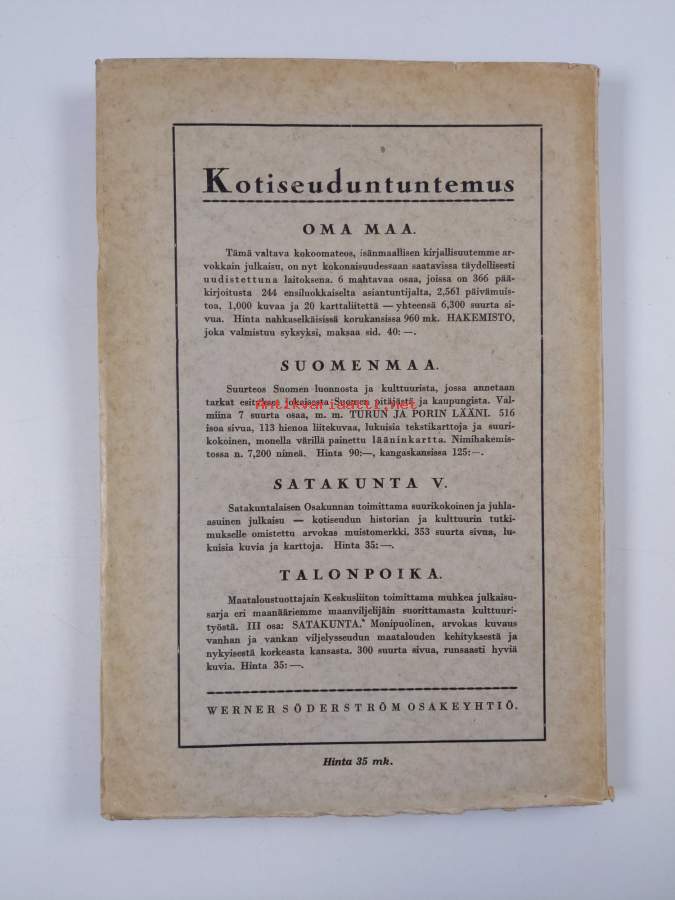 Kotiseuduntuntemus
OMA MAA.
Tämä valtava kokoomateos, isänmaallisen kirjallisuutemme ar-
vokkain julkaisu, on nyt kokonaisuudessaan saatavissa täydellisesti
uudistettuna laitoksena. 6 mahtavaa osaa, joissa on 366 pää-
kirjoitusta 244 ensiluokkaiselta asiantuntijalta, 2,561 päivämuis-
toa, 1,000 kuvaa ja 20 karttaliitettä — yhteensä 6,300 suurta si-
vua. Hinta nahkaselkäisissä korukansissa 960 mk. HAKEMISTO,
joka valmistuu syksyksi, maksaa sid. 40: —.
SUOMENMAA.
Suurteos Suomen luonnosta ja kulttuurista, jossa annetaan
tarkat esitykset jokaisesta Suomen pitäjästä ja kaupungista. Val-
Antikvariaatti.net
miina 7 suurta osaa, m. m. TURUN JA PORIN LÄÄNI. 516
isoa sivua, 113 hienoa liitekuvaa, lukuisia tekstikarttoja ja suuri-
kokoinen, monella värillä painettu lääninkartta. Nimihakemis-
tossa n. 7,200 nimeä. Hinta 90:—, kangaskansissa 125:—.
SATAKUNTA V.
Satakuntalaisen Osakunnan toimittama suurikokoinen ja juhla-
asuinen julkaisu — kotiseudun historian ja kulttuurin tutki-
mukselle omistettu arvokas muistomerkki. 353 suurta sivua, lu-
kuisia kuvia ja karttoja. Hinta 35:—.
TALONPOIKA.
Maataloustuottajain Keskusliiton toimittama muhkea julkaisu-
sarja eri maanääriemme maanviljelijäin suorittamasta kulttuuri-
työstä. III osa: SATAKUNTA. Monipuolinen, arvokas kuvaus
vanhan ja vankan viljelysseudun maatalouden kehityksestä ja
nykyisestä korkeasta kansasta. 300 suurta sivua, runsaasti hyviä
kuvia. Hinta 35:—.
WERNER SÖDERSTRÖM OSAKEYHTIÖ.
Hinta 35 mk.